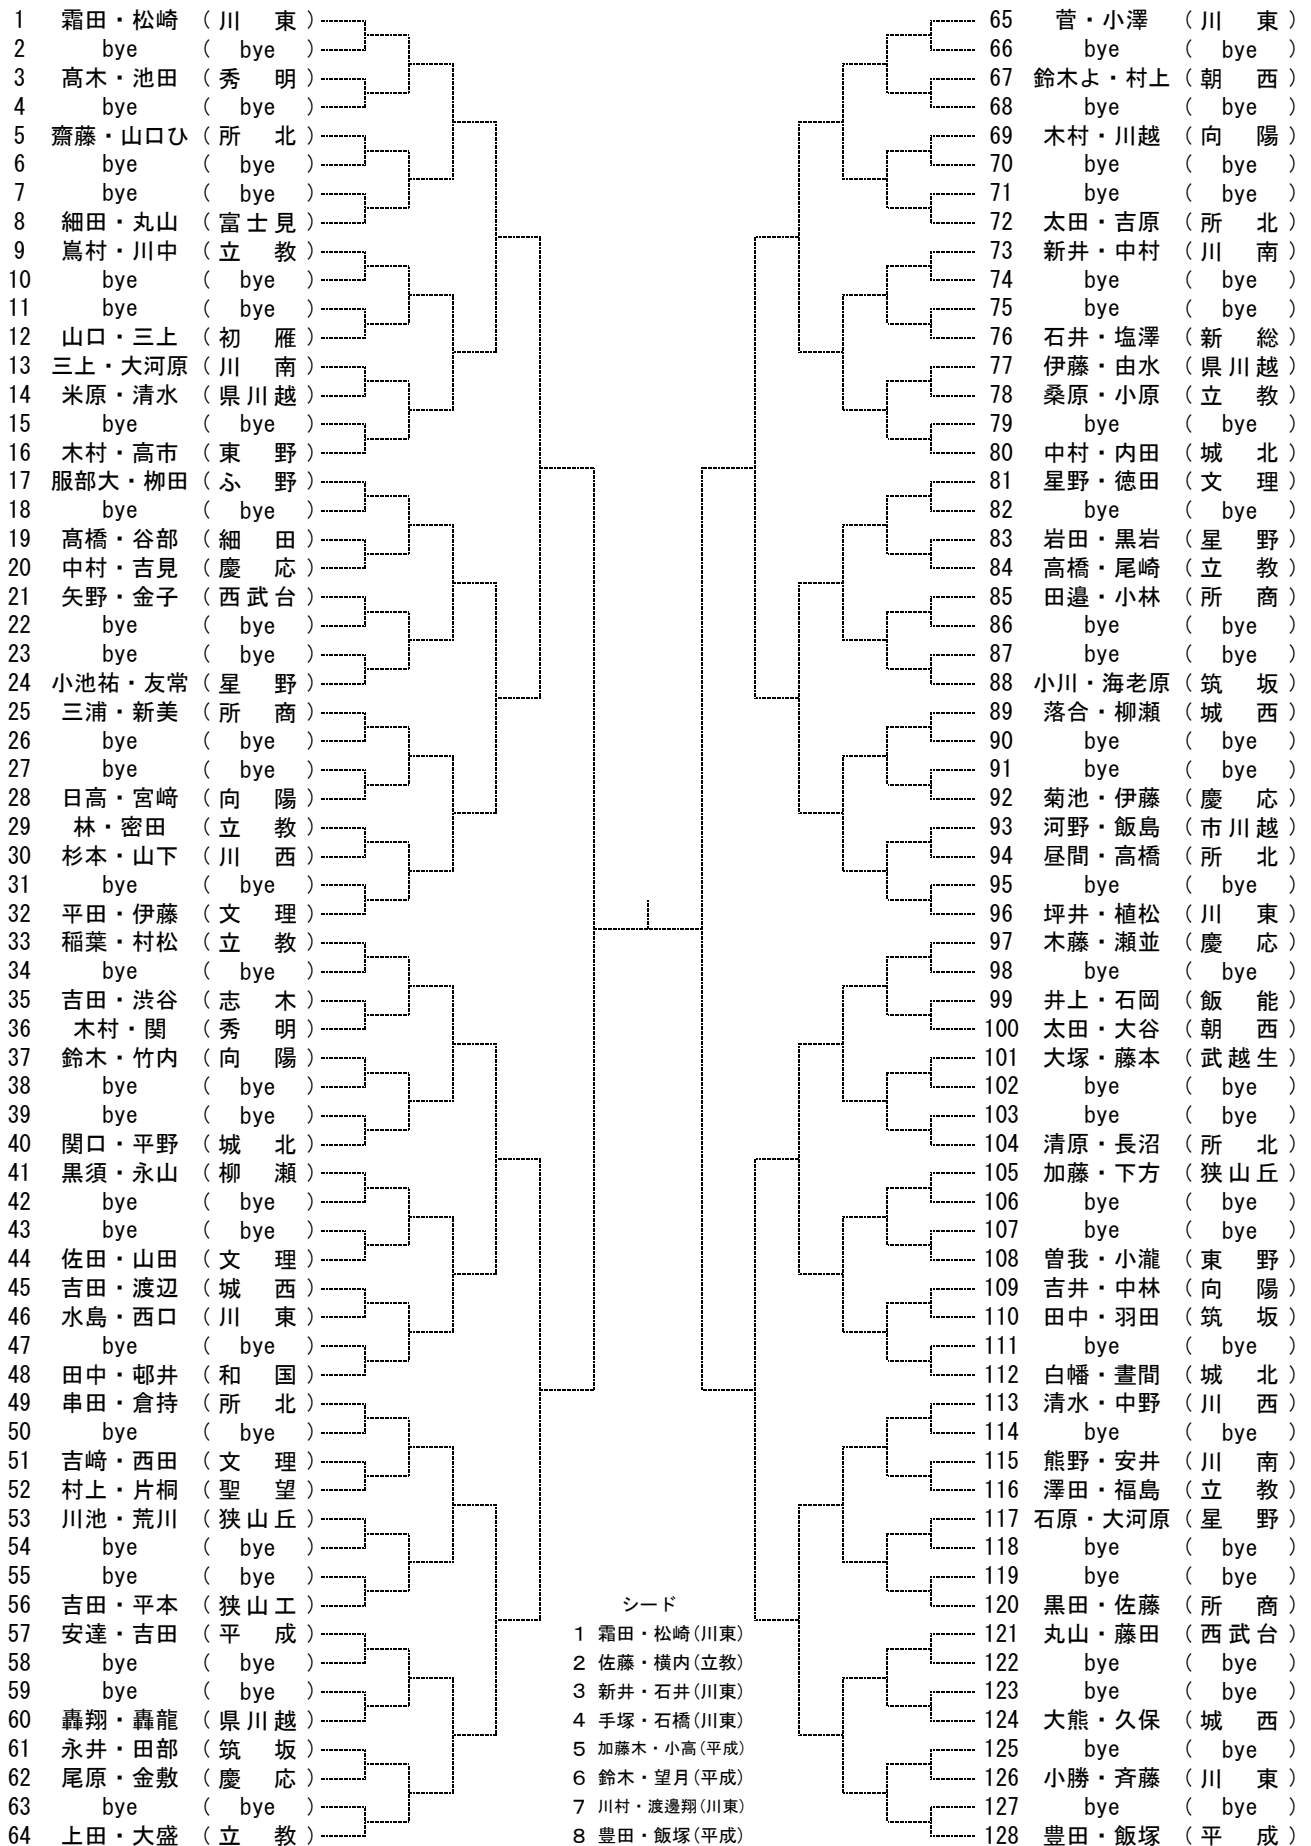 1 霜田・松崎 (川　東)
2 bye (bye)
3 髙木・池田 (秀　明)
4 bye (bye)
5 齋藤・山口ひ (所　北)
6 bye (bye)
7 bye (bye)
8 細田・丸山 (富士見)
9 嶌村・川中 (立　教)
10 bye (bye)
11 bye (bye)
12 山口・三上 (初　雁)
13 三上・大河原 (川　南)
14 米原・清水 (県川越)
15 bye (bye)
16 木村・高市 (東　野)
17 服部大・栁田 (ふ　野)
18 bye (bye)
19 髙橋・谷部 (細　田)
20 中村・吉見 (慶　応)
21 矢野・金子 (西武台)
22 bye (bye)
23 bye (bye)
24 小池祐・友常 (星　野)
25 三浦・新美 (所　商)
26 bye (bye)
27 bye (bye)
28 日高・宮﨑 (向　陽)
29 林・密田 (立　教)
30 杉本・山下 (川　西)
31 bye (bye)
32 平田・伊藤 (文　理)
33 稲葉・村松 (立　教)
34 bye (bye)
35 吉田・渋谷 (志　木)
36 木村・関 (秀　明)
37 鈴木・竹内 (向　陽)
38 bye (bye)
39 bye (bye)
40 関口・平野 (城　北)
41 黒須・永山 (柳　瀬)
42 bye (bye)
43 bye (bye)
44 佐田・山田 (文　理)
45 吉田・渡辺 (城　西)
46 水島・西口 (川　東)
47 bye (bye)
48 田中・邨井 (和　国)
49 串田・倉持 (所　北)
50 bye (bye)
51 吉﨑・西田 (文　理)
52 村上・片桐 (聖　望)
53 川池・荒川 (狭山丘)
54 bye (bye)
55 bye (bye)
56 吉田・平本 (狭山工)
57 安達・吉田 (平　成)
58 bye (bye)
59 bye (bye)
60 轟翔・轟龍 (県川越)
61 永井・田部 (筑　坂)
62 尾原・金敷 (慶　応)
63 bye (bye)
64 上田・大盛 (立　教)
シード
1 霜田・松崎(川東)
2 佐藤・横内(立教)
3 新井・石井(川東)
4 手塚・石橋(川東)
5 加藤木・小高(平成)
6 鈴木・望月(平成)
7 川村・渡邊翔(川東)
8 豊田・飯塚(平成)
65 菅・小澤 (川　東)
66 bye (bye)
67 鈴木よ・村上 (朝　西)
68 bye (bye)
69 木村・川越 (向　陽)
70 bye (bye)
71 bye (bye)
72 太田・吉原 (所　北)
73 新井・中村 (川　南)
74 bye (bye)
75 bye (bye)
76 石井・塩澤 (新　総)
77 伊藤・由水 (県川越)
78 桑原・小原 (立　教)
79 bye (bye)
80 中村・内田 (城　北)
81 星野・徳田 (文　理)
82 bye (bye)
83 岩田・黒岩 (星　野)
84 高橋・尾崎 (立　教)
85 田邉・小林 (所　商)
86 bye (bye)
87 bye (bye)
88 小川・海老原 (筑　坂)
89 落合・柳瀬 (城　西)
90 bye (bye)
91 bye (bye)
92 菊池・伊藤 (慶　応)
93 河野・飯島 (市川越)
94 昼間・高橋 (所　北)
95 bye (bye)
96 坪井・植松 (川　東)
97 木藤・瀬並 (慶　応)
98 bye (bye)
99 井上・石岡 (飯　能)
100 太田・大谷 (朝　西)
101 大塚・藤本 (武越生)
102 bye (bye)
103 bye (bye)
104 清原・長沼 (所　北)
105 加藤・下方 (狭山丘)
106 bye (bye)
107 bye (bye)
108 曽我・小瀧 (東　野)
109 吉井・中林 (向　陽)
110 田中・羽田 (筑　坂)
111 bye (bye)
112 白幡・晝間 (城　北)
113 清水・中野 (川　西)
114 bye (bye)
115 熊野・安井 (川　南)
116 澤田・福島 (立　教)
117 石原・大河原 (星　野)
118 bye (bye)
119 bye (bye)
120 黒田・佐藤 (所　商)
121 丸山・藤田 (西武台)
122 bye (bye)
123 bye (bye)
124 大熊・久保 (城　西)
125 bye (bye)
126 小勝・斉藤 (川　東)
127 bye (bye)
128 豊田・飯塚 (平　成)